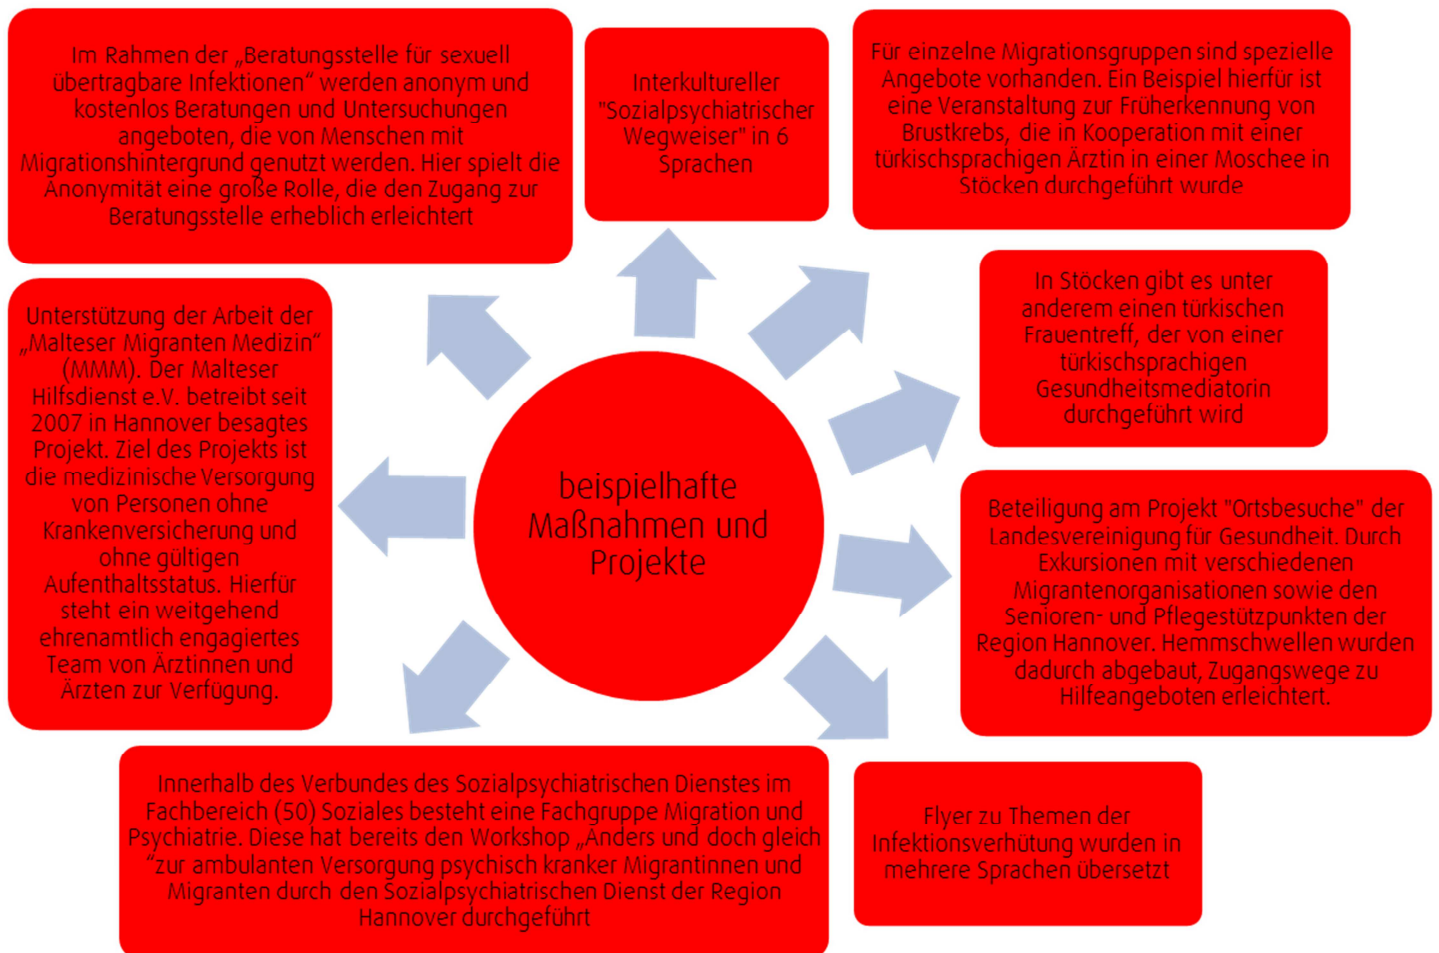 Im Rahmen der „Beratungsstelle für sexuell
übertragbare Infektionen“ werden anonym und
kostenlos Beratungen und Untersuchungen
angeboten, die von Menschen mit
Migrationshintergrund genutzt werden. Hier spielt die
Anonymität eine große Rolle, die den Zugang zur
Beratungsstelle erheblich erleichtert
Interkultureller
"Sozialpsychiatrischer
Wegweiser" in 6
Sprachen
Für einzelne Migrationsgruppen sind spezielle
Angebote vorhanden. Ein Beispiel hierfür ist
eine Veranstaltung zur Früherkennung von
Brustkrebs, die in Kooperation mit einer
türkischsprachigen Ärztin in einer Moschee in
Stöcken durchgeführt wurde
In Stöcken gibt es unter
anderem einen türkischen
Frauentreff, der von einer
türkischsprachigen
Gesundheitsmediatorin
durchgeführt wird
Unterstützung der Arbeit der
„Malteser Migranten Medizin“
(MMM). Der Malteser
Hilfsdienst e.V. betreibt seit
2007 in Hannover besagtes
Projekt. Ziel des Projekts ist
die medizinische Versorgung
von Personen ohne
Krankenversicherung und
ohne gültigen
Aufenthaltsstatus. Hierfür
steht ein weitgehend
ehrenamtlich engagiertes
Team von Ärztinnen und
Ärzten zur Verfügung.
beispielhafte
Maßnahmen und
Projekte
Beteiligung am Projekt "Ortsbesuche" der
Landesvereinigung für Gesundheit. Durch
Exkursionen mit verschiedenen
Migrantenorganisationen sowie den
Senioren- und Pflegestützpunkten der
Region Hannover. Hemmschwellen wurden
dadurch abgebaut, Zugangswege zu
Hilfeangeboten erleichtert.
Innerhalb des Verbundes des Sozialpsychiatrischen Dienstes im
Fachbereich (50) Soziales besteht eine Fachgruppe Migration und
Psychiatrie. Diese hat bereits den Workshop „Anders und doch gleich
“zur ambulanten Versorgung psychisch kranker Migrantinnen und
Migranten durch den Sozialpsychiatrischen Dienst der Region
Hannover durchgeführt
Flyer zu Themen der
Infektionsverhütung wurden in
mehrere Sprachen übersetzt